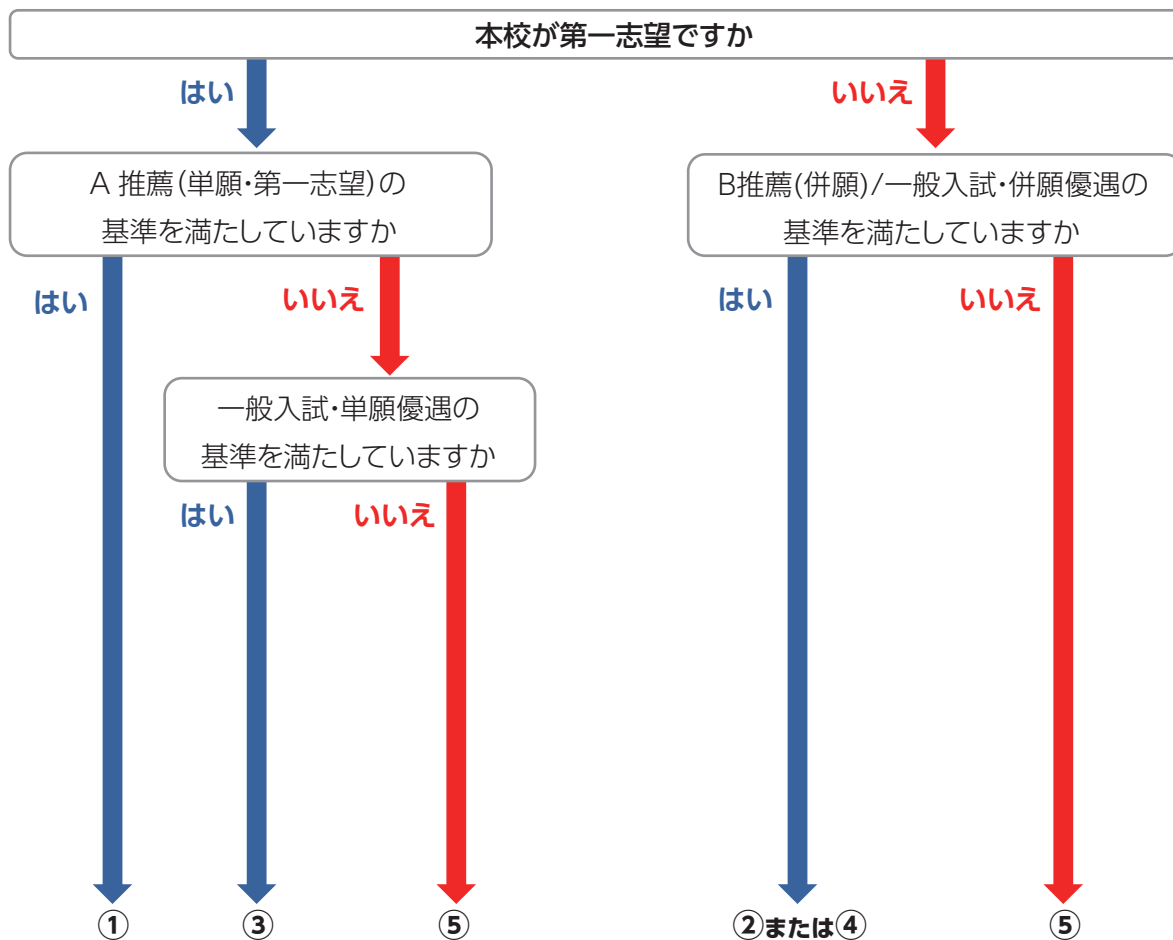 本校が第一志望ですか
はい
いいえ
A 推薦(単願・第一志望)の
基準を満たしていますか
B推薦(併願)/一般入試・併願優遇の
基準を満たしていますか
はい
いいえ
はい
いいえ
一般入試・単願優遇の
基準を満たしていますか
はい
いいえ
①
③
⑤
②または④
⑤